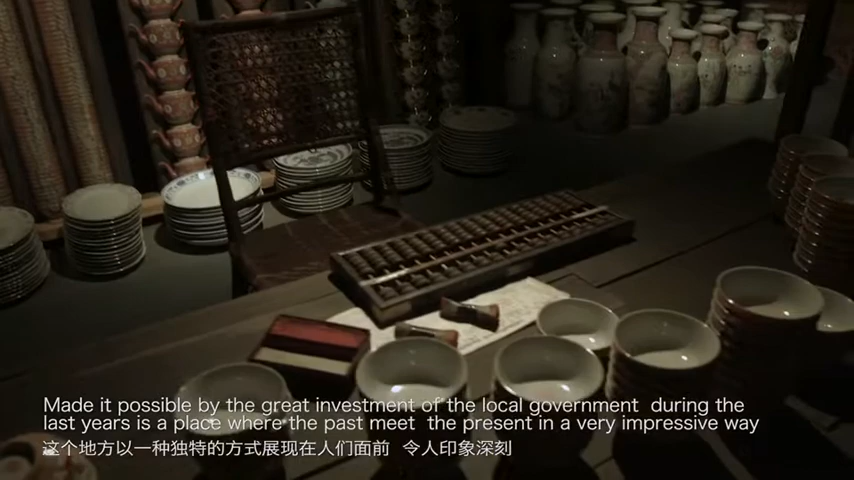 Made it possible by the great investment of the local government during the
last years is a place where the past meet the present in a very impressive way
这个地方以一种独特的方式展现在人们面前 令人印象深刻